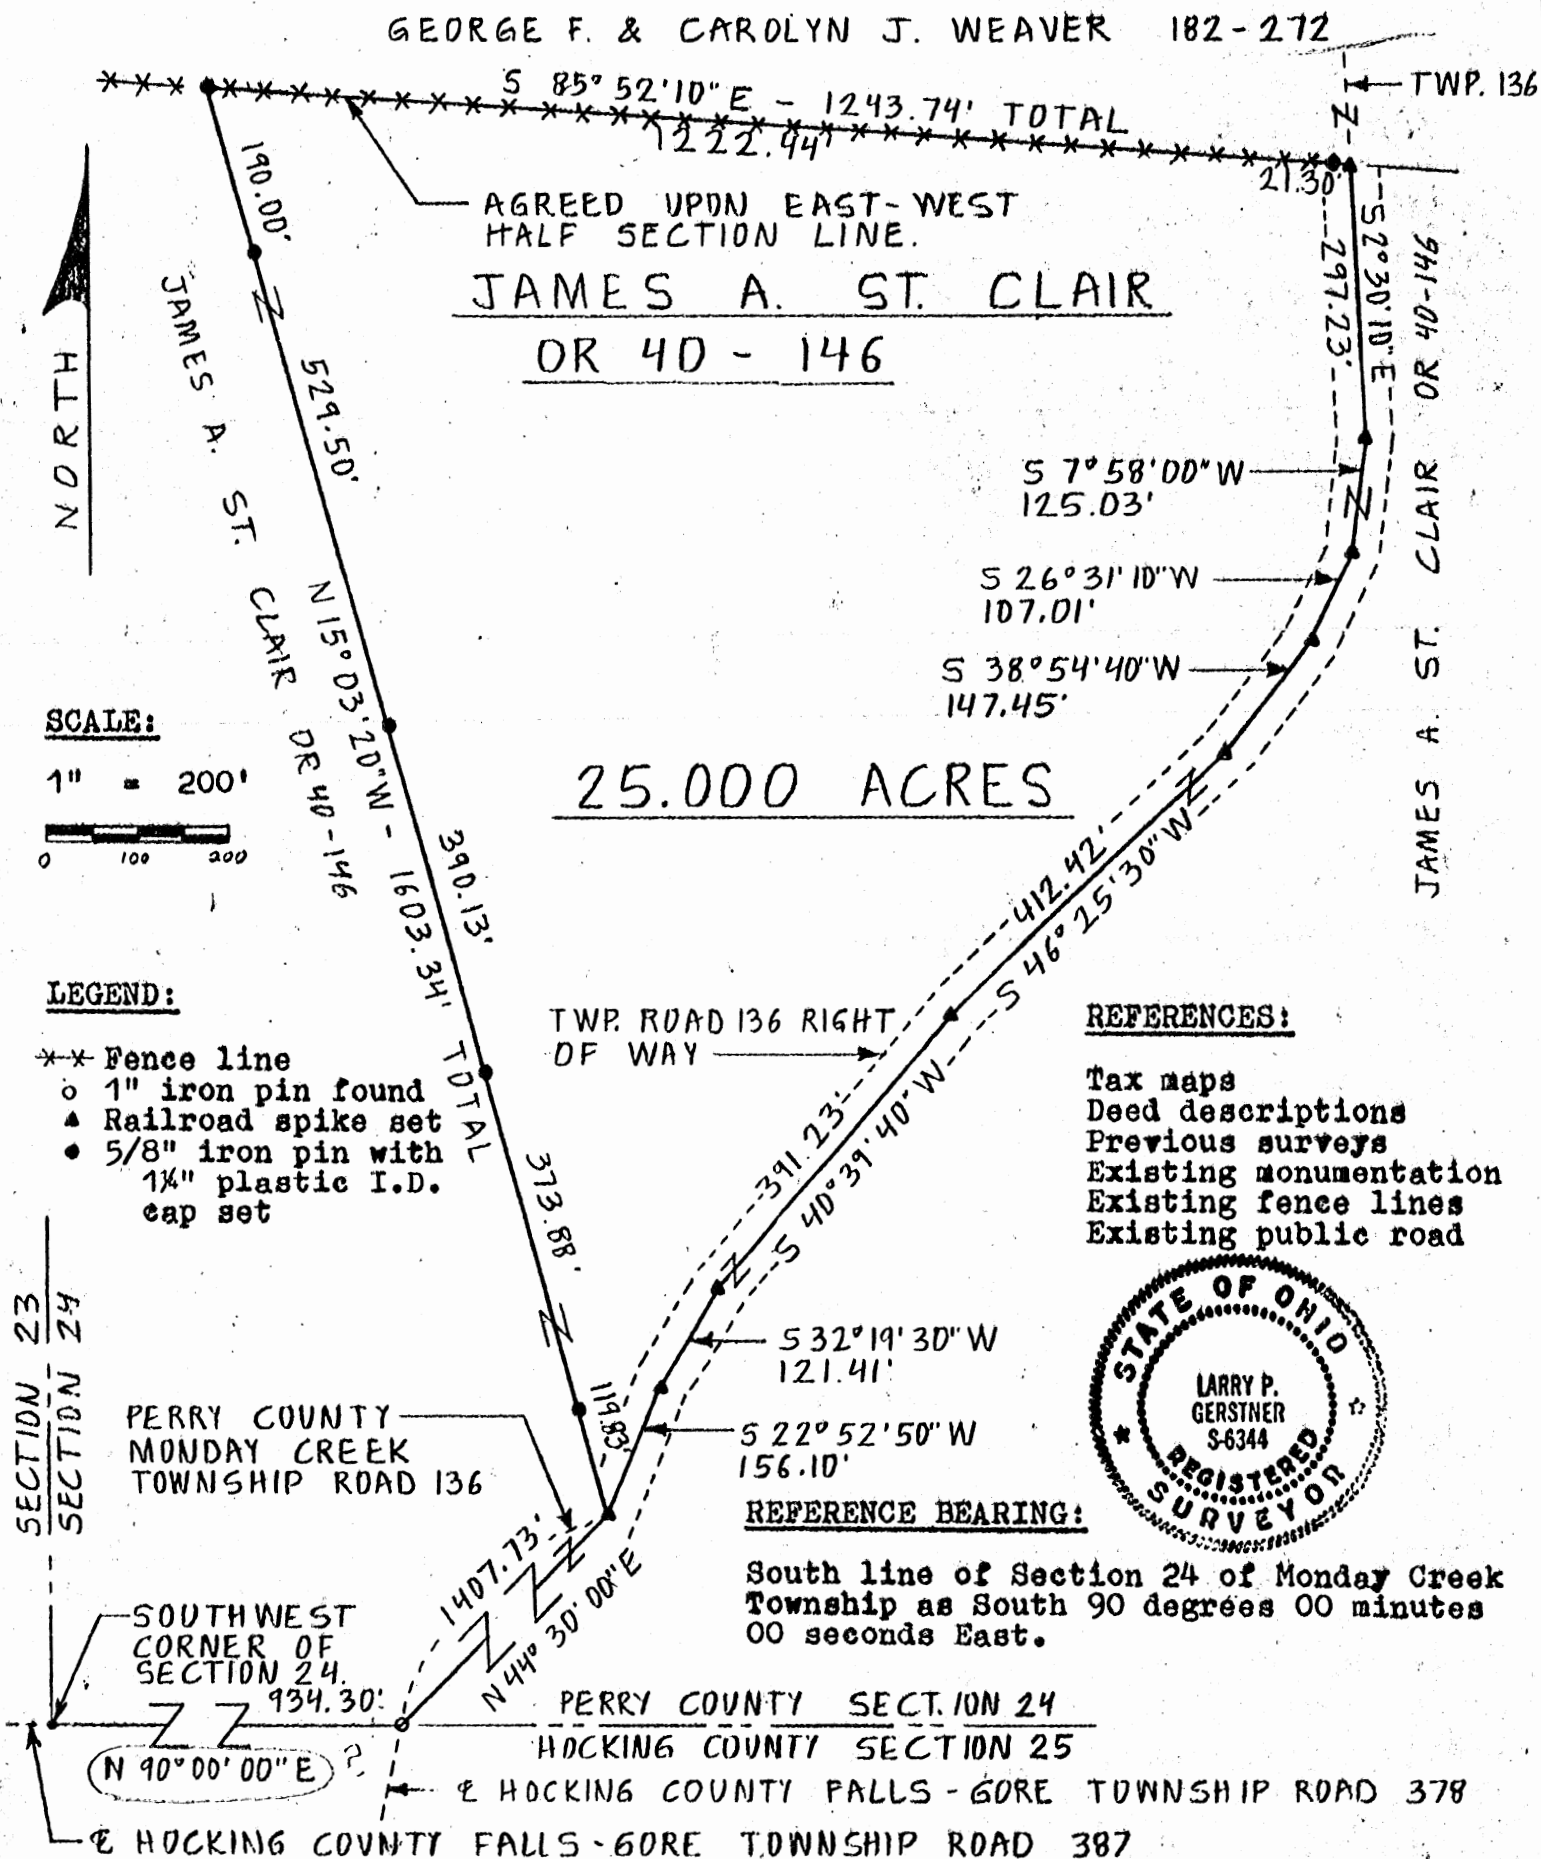 GEORGE F. & CAROLYN J. WEAVER 182-272
TWP. 136
S 85° 52'10" E - 1243.74' TOTAL
1222.44'
21.30'
AGREED UPON EAST-WEST
HALF SECTION LINE.
190.00'
JAMES A. ST. CLAIR
OR 40 - 146
NORTH
529.50'
JAMES A. ST. CLAIR OR 40-146
N 15° 03' 20" W - 1603.34' TOTAL
297.23'
S 2° 30' 10" E
JAMES A. ST. CLAIR OR 40-146
S 7° 58' 00" W
125.03'
S 26° 31' 10" W
107.01'
S 38° 54' 40" W
147.45'
SCALE:
1" = 200'
0 100 200
25.000 ACRES
390.13'
412.42'
S 46° 25' 30" W
LEGEND:
Fence line
1" iron pin found
Railroad spike set
5/8" iron pin with
1¼" plastic I.D.
cap set
TWP. ROAD 136 RIGHT
OF WAY
REFERENCES:
Tax maps
Deed descriptions
Previous surveys
Existing monumentation
Existing fence lines
Existing public road
373.88'
391.23'
S 40° 39' 40" W
STATE OF OHIO
LARRY P.
GERSTNER
S-6344
REGISTERED
SURVEYOR
SECTION 23
SECTION 24
S 32° 19' 30" W
121.41'
119.83'
S 22° 52' 50" W
156.10'
PERRY COUNTY
MONDAY CREEK
TOWNSHIP ROAD 136
REFERENCE BEARING:
South line of Section 24 of Monday Creek
Township as South 90 degrees 00 minutes
00 seconds East.
1407.73'
N 44° 30' 00" E
SOUTHWEST
CORNER OF
SECTION 24.
934.30'
N 90° 00' 00" E ?
PERRY COUNTY SECTION 24
HOCKING COUNTY SECTION 25
℄ HOCKING COUNTY FALLS - GORE TOWNSHIP ROAD 378
℄ HOCKING COUNTY FALLS - GORE TOWNSHIP ROAD 387